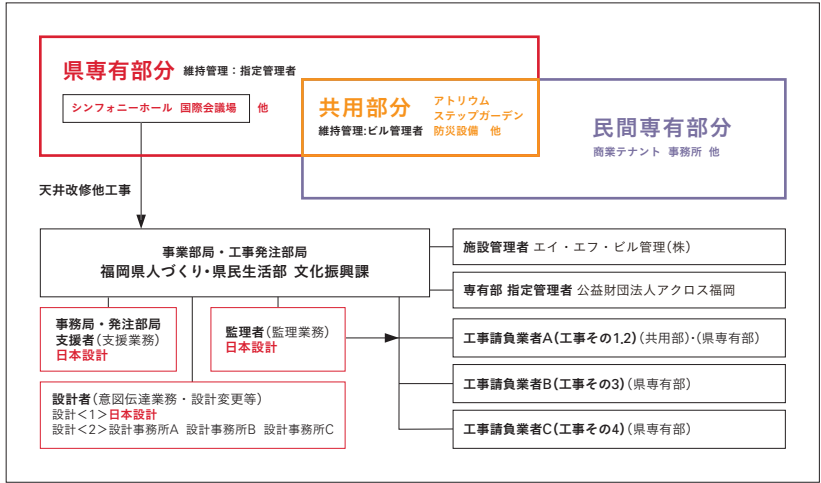 県専有部分 維持管理：指定管理者
シンフォニーホール 国際会議場 他
共用部分
維持管理:ビル管理者
アトリウム
ステップガーデン
防災設備 他
民間専有部分
商業テナント 事務所 他
天井改修他工事
事業部局・工事発注部局
福岡県人づくり・県民生活部 文化振興課
施設管理者 エイ・エフ・ビル管理(株)
専有部 指定管理者 公益財団法人アクロス福岡
事務局・発注部局
支援者(支援業務)
日本設計
監理者(監理業務)
日本設計
工事請負業者A(工事その1.2)(共用部)・(県専有部)
工事請負業者B(工事その3)(県専有部)
工事請負業者C(工事その4)(県専有部)
設計者(意図伝達業務・設計変更等)
設計<1>日本設計
設計<2>設計事務所A 設計事務所B 設計事務所C